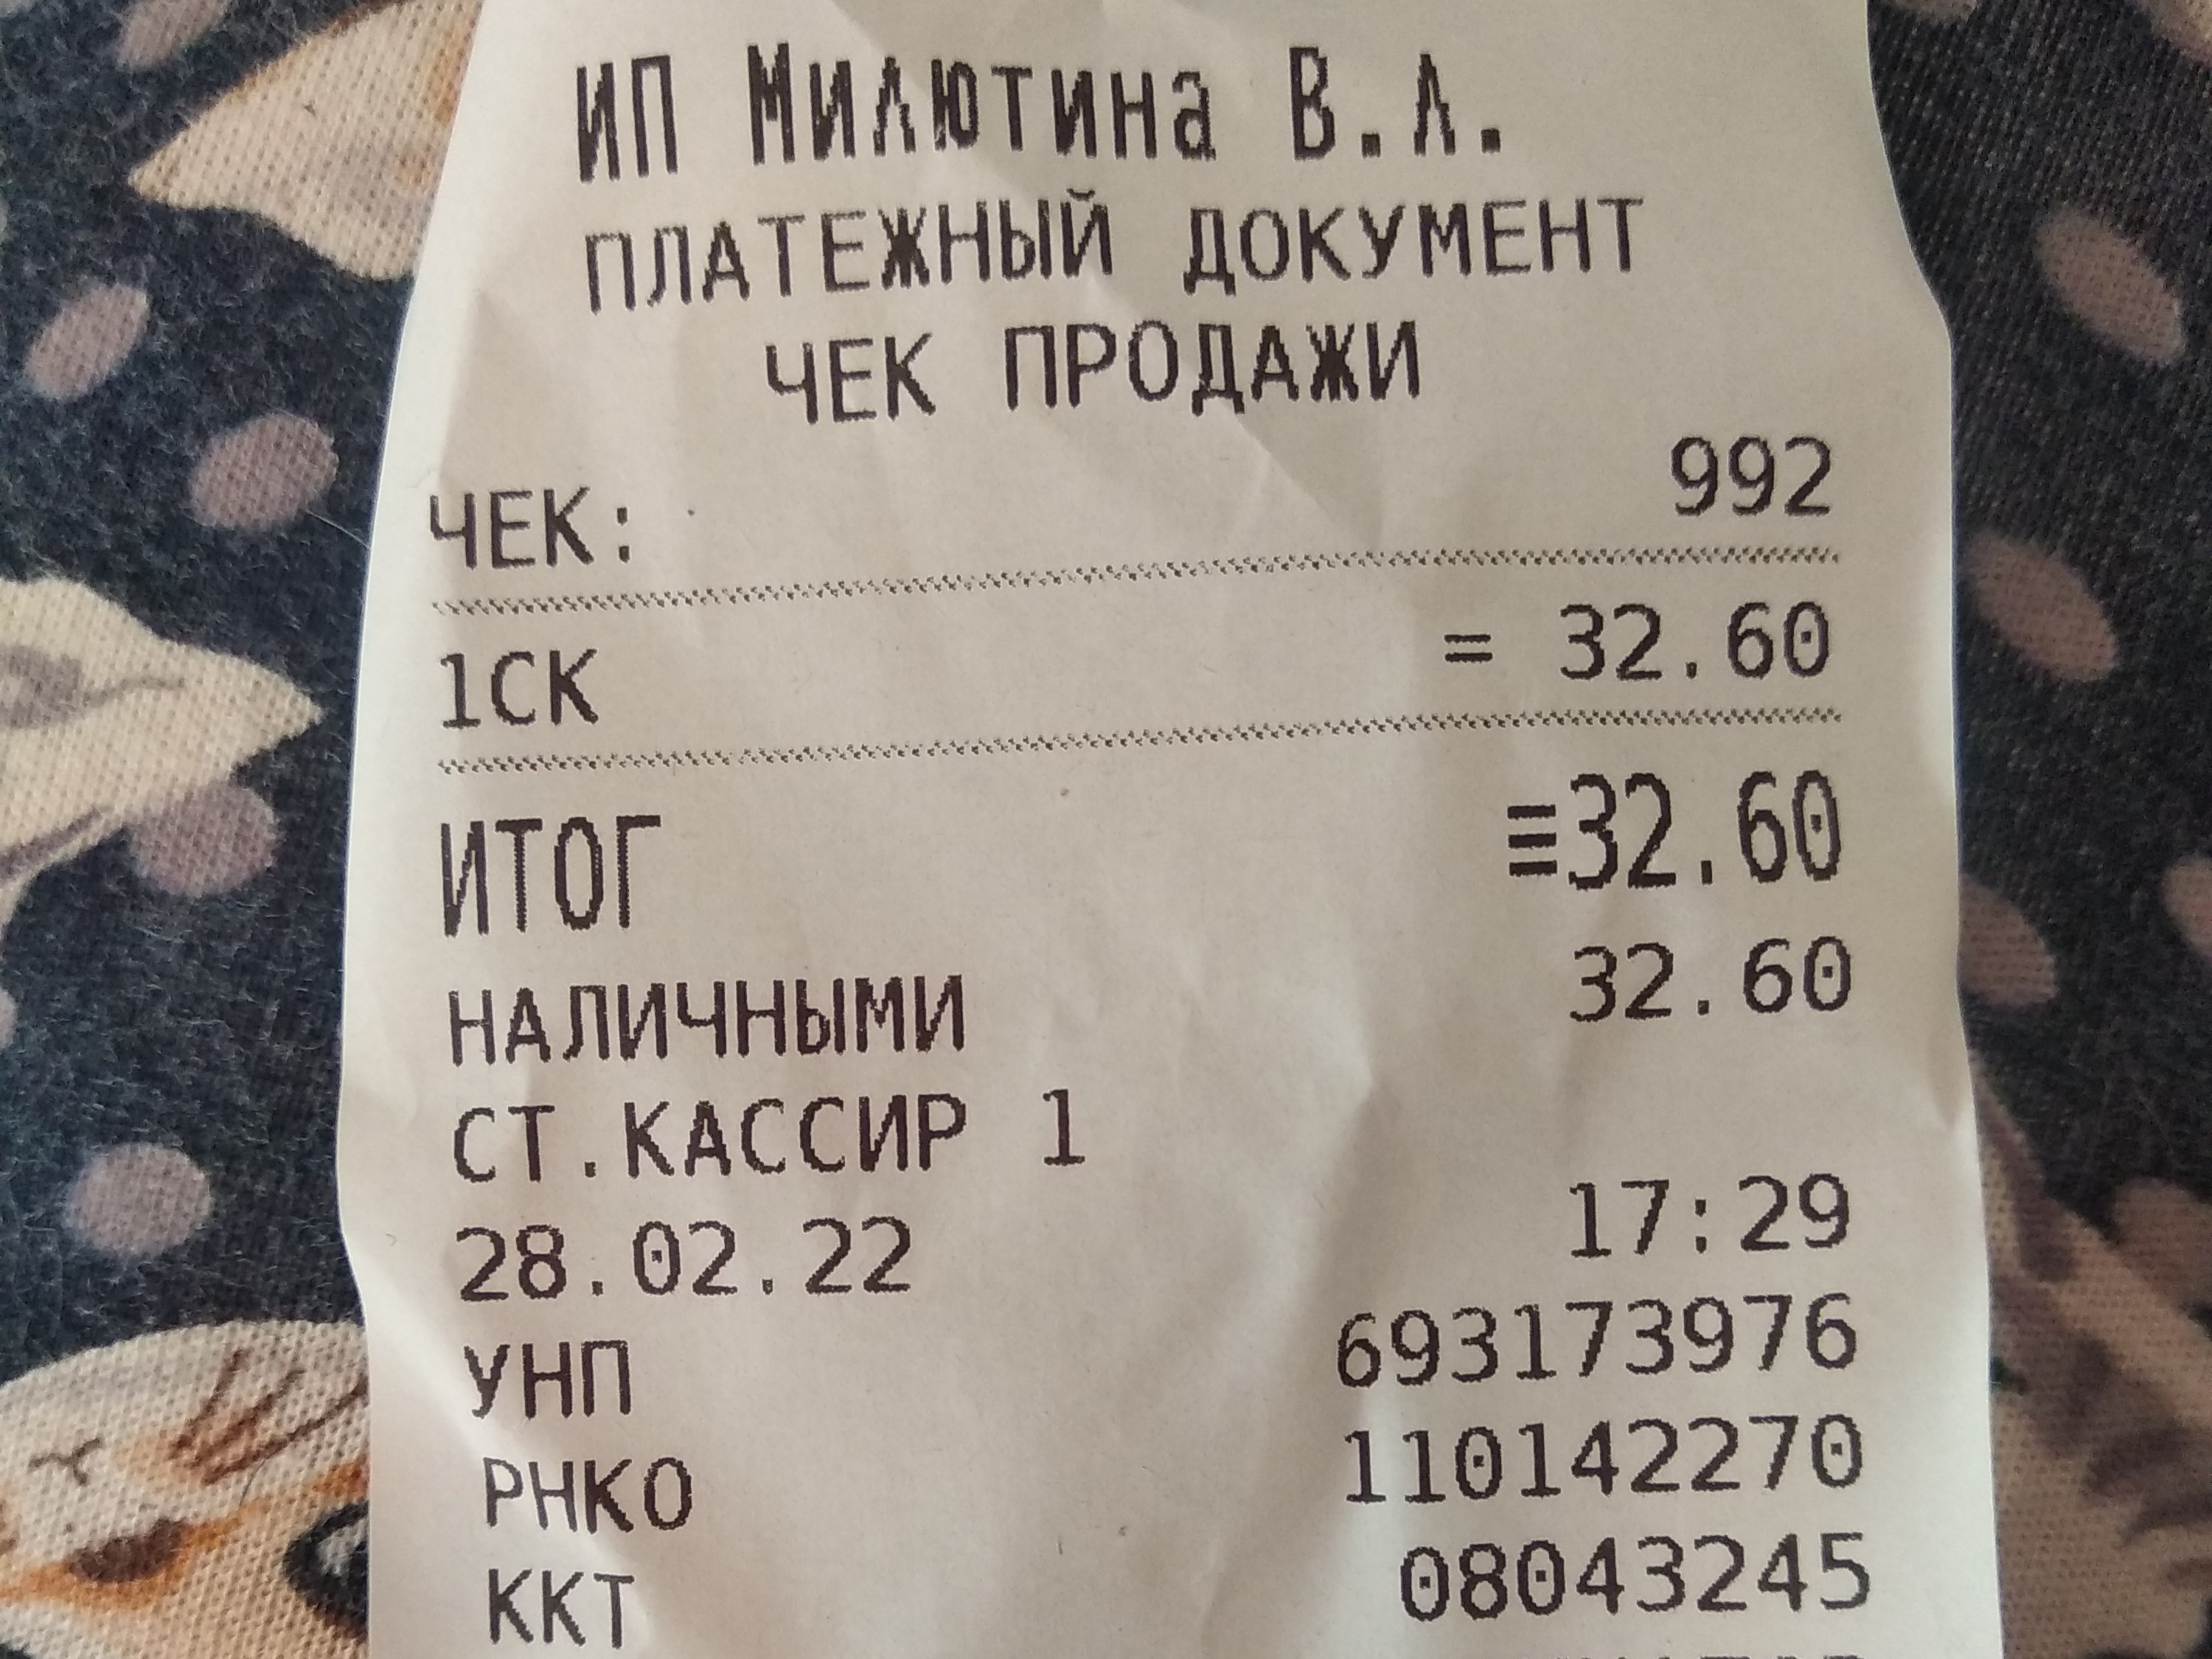 ИП Милютина В.Л.
ПЛАТЕЖНЫЙ ДОКУМЕНТ
ЧЕК ПРОДАЖИ
ЧЕК: 992
1СК = 32.60
ИТОГ =32.60
НАЛИЧНЫМИ 32.60
СТ.КАССИР 1
28.02.22 17:29
УНП 693173976
РНКО 110142270
ККТ 08043245